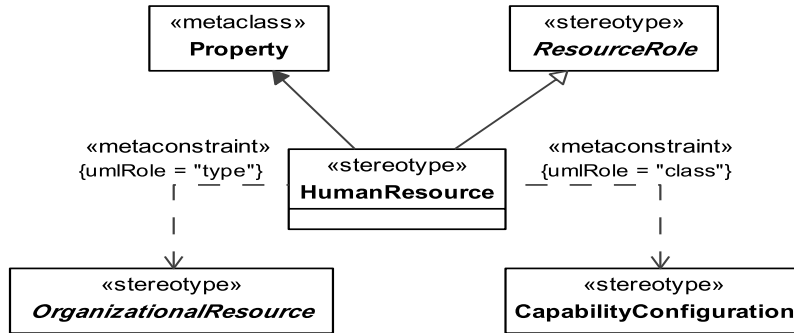 «metaclass»
Property
«stereotype»
ResourceRole
«metaconstraint»
{umlRole = "type"}
«stereotype»
HumanResource
«metaconstraint»
{umlRole = "class"}
«stereotype»
OrganizationalResource
«stereotype»
CapabilityConfiguration